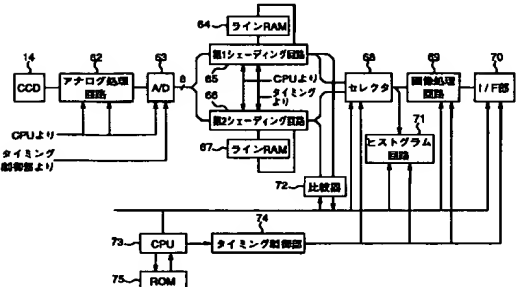 64
ラインRAM
14
62
63
第1シェーディング回路
68
69
70
CCD
アナログ処理
回路
A/D
8
65
66
CPUより
タイミング
より
セレクタ
画像処理
回路
I/F部
第2シェーディング回路
71
CPUより
67
ラインRAM
ヒストグラム
回路
タイミング
制御部より
72
比較器
74
73
CPU
タイミング制御部
75
ROM